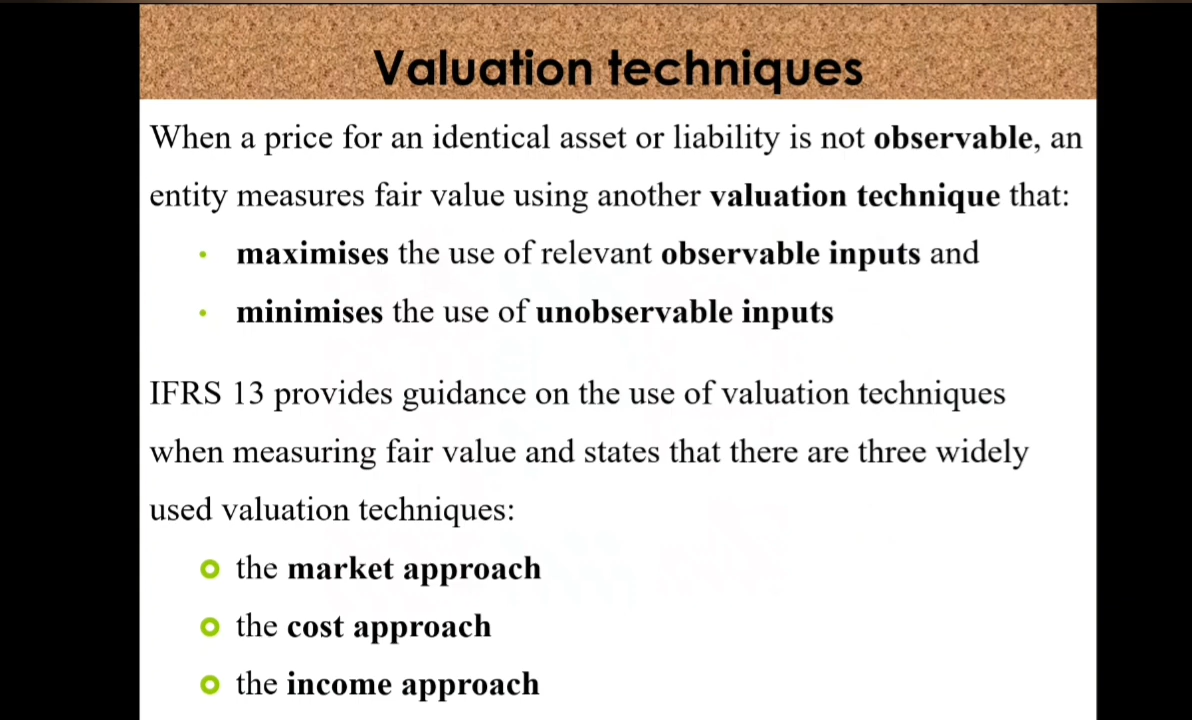 Valuation techniques
When a price for an identical asset or liability is not observable, an
entity measures fair value using another valuation technique that:
• maximises the use of relevant observable inputs and
• minimises the use of unobservable inputs
IFRS 13 provides guidance on the use of valuation techniques
when measuring fair value and states that there are three widely
used valuation techniques:
the market approach
the cost approach
the income approach